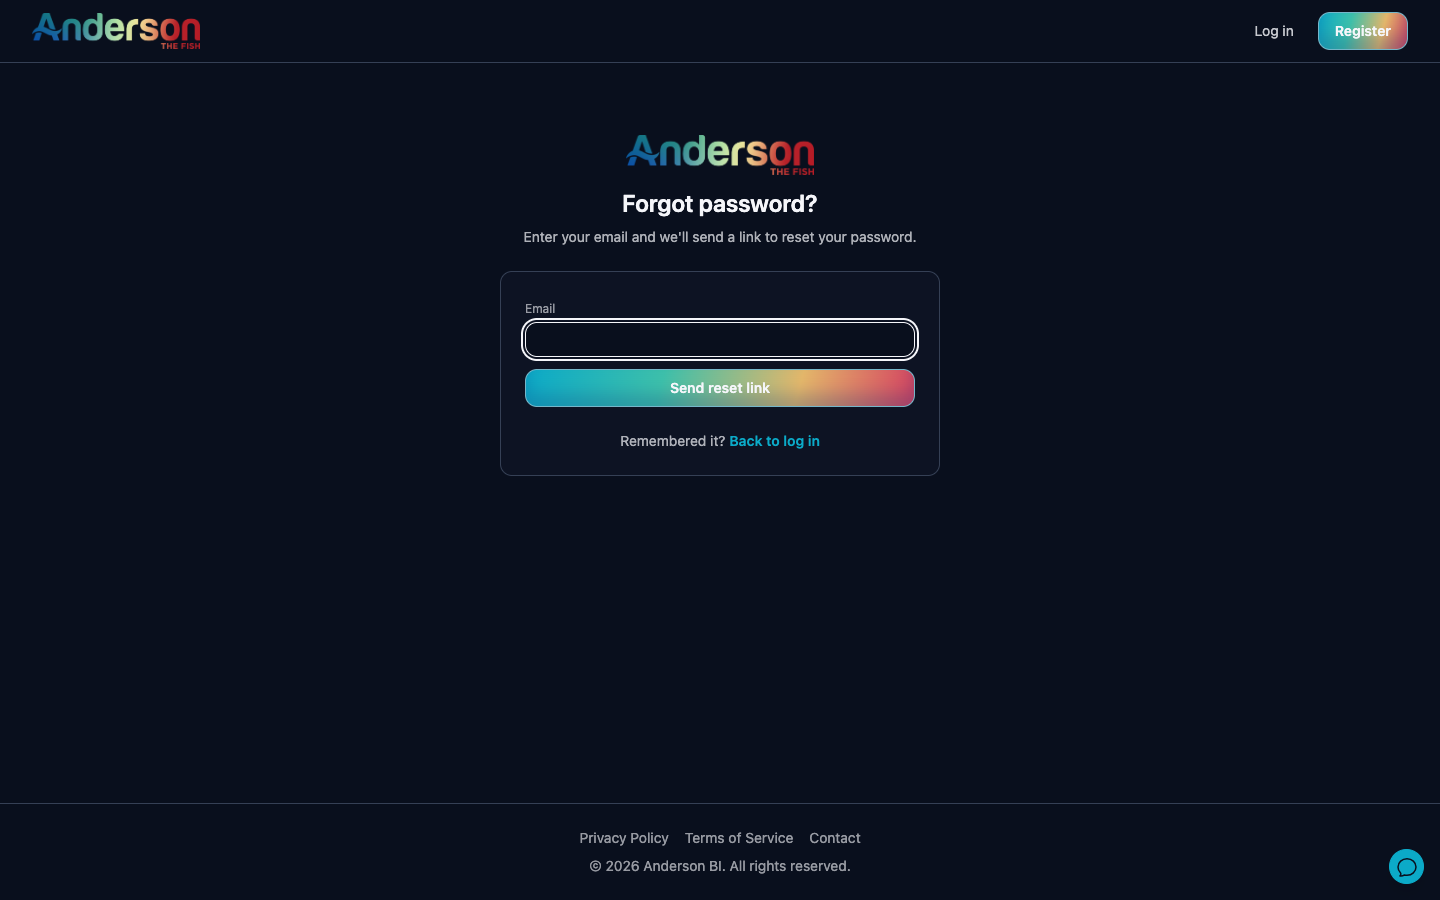 Anderson
THE FISH
Log in
Register
Anderson
THE FISH
Forgot password?
Enter your email and we'll send a link to reset your password.
Email
Send reset link
Remembered it? Back to log in
Privacy Policy
Terms of Service
Contact
© 2026 Anderson BI. All rights reserved.